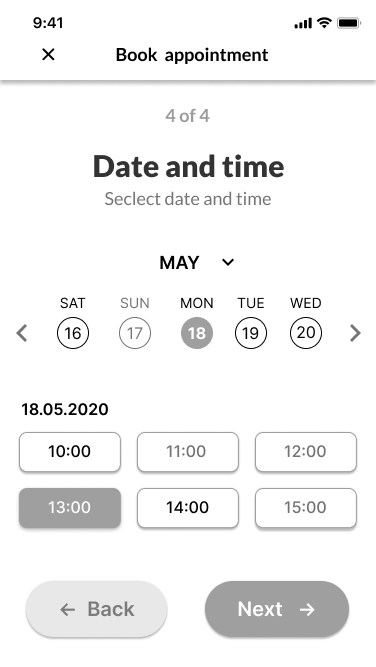 9:41
Book appointment
4 of 4
Date and time
Seclect date and time
MAY
SAT SUN MON TUE WED
16 17 18 19 20
18.05.2020
10:00 11:00 12:00
13:00 14:00 15:00
← Back Next →